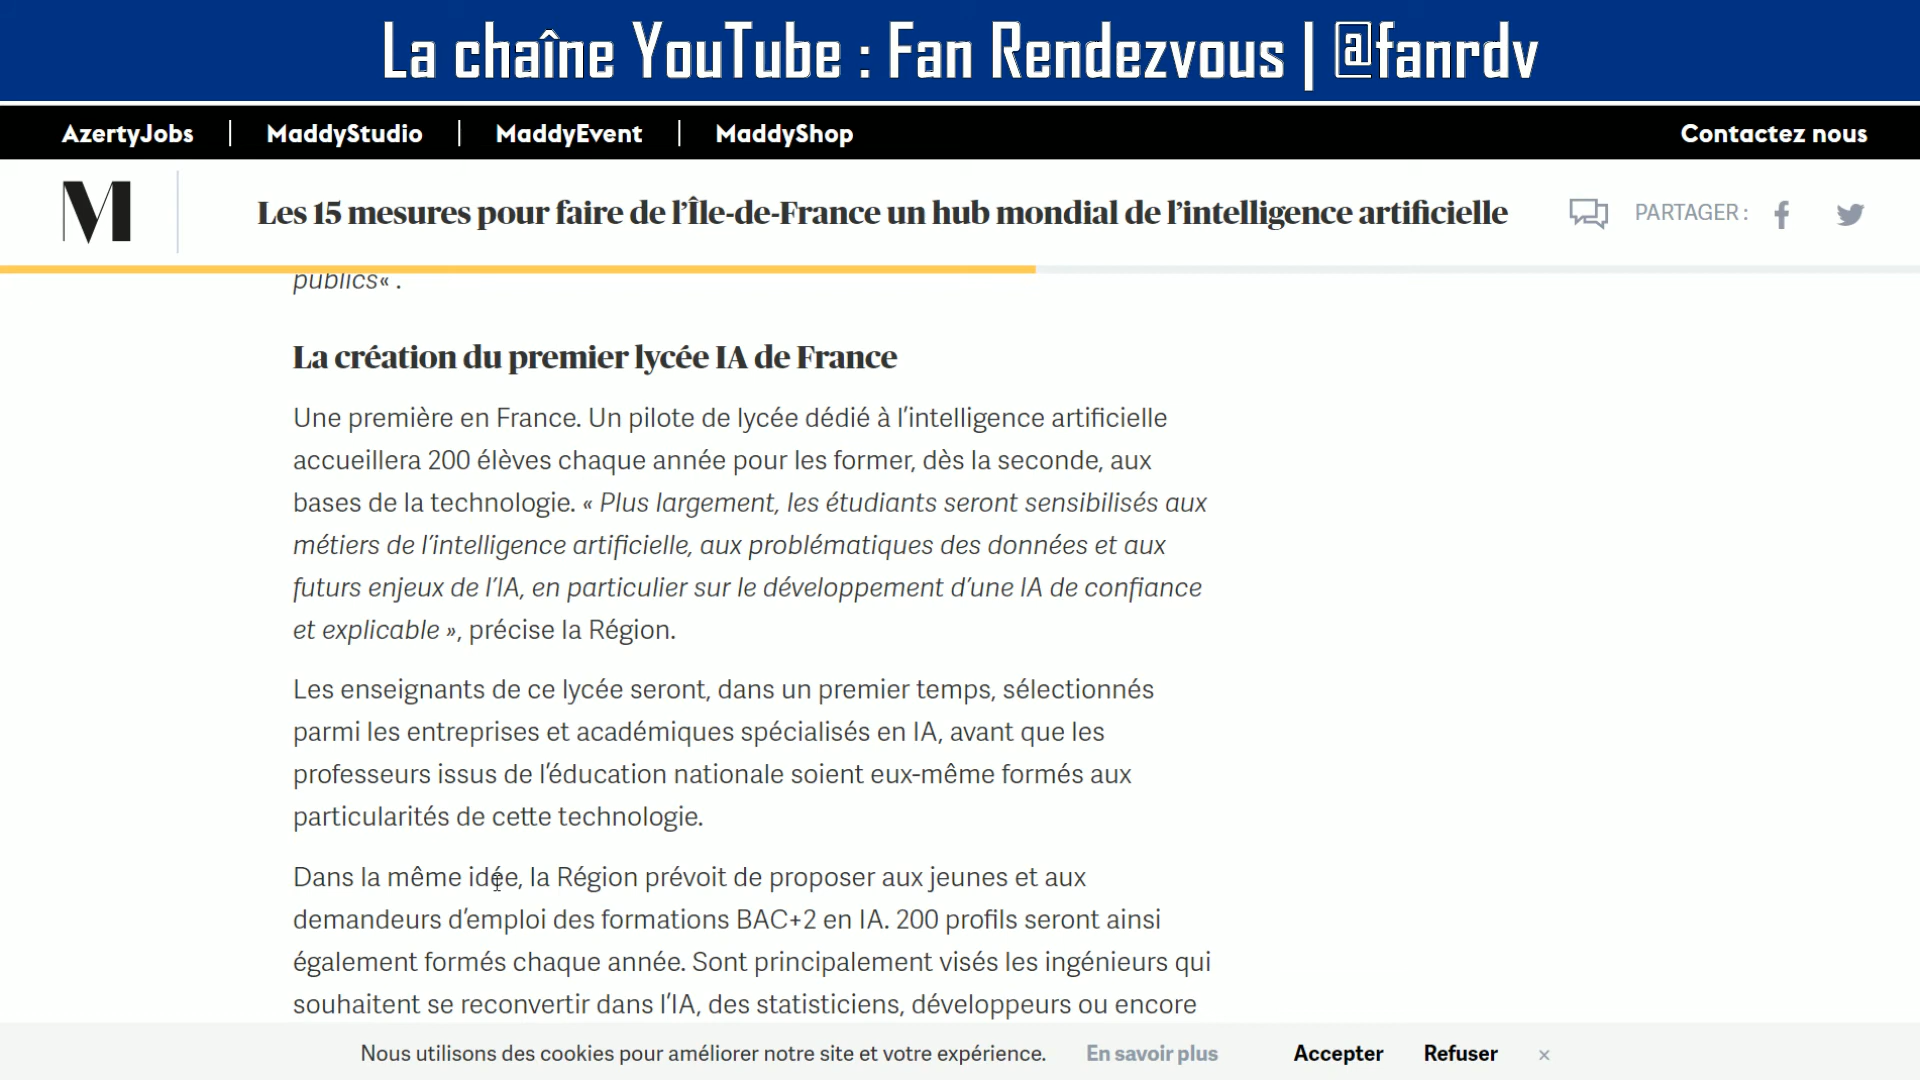 La chaîne YouTube : Fan Rendezvous | @fanrdv
AzertyJobs | MaddyStudio | MaddyEvent | MaddyShop
Contactez nous
M
Les 15 mesures pour faire de l'Île-de-France un hub mondial de l'intelligence artificielle
PARTAGER :
publics« .
La création du premier lycée IA de France
Une première en France. Un pilote de lycée dédié à l'intelligence artificielle
accueillera 200 élèves chaque année pour les former, dès la seconde, aux
bases de la technologie. « Plus largement, les étudiants seront sensibilisés aux
métiers de l'intelligence artificielle, aux problématiques des données et aux
futurs enjeux de l'IA, en particulier sur le développement d'une IA de confiance
et explicable », précise la Région.
Les enseignants de ce lycée seront, dans un premier temps, sélectionnés
parmi les entreprises et académiques spécialisés en IA, avant que les
professeurs issus de l'éducation nationale soient eux-même formés aux
particularités de cette technologie.
Dans la même idée, la Région prévoit de proposer aux jeunes et aux
demandeurs d'emploi des formations BAC+2 en IA. 200 profils seront ainsi
également formés chaque année. Sont principalement visés les ingénieurs qui
souhaitent se reconvertir dans l'IA, des statisticiens, développeurs ou encore
Nous utilisons des cookies pour améliorer notre site et votre expérience.
En savoir plus
Accepter
Refuser
×